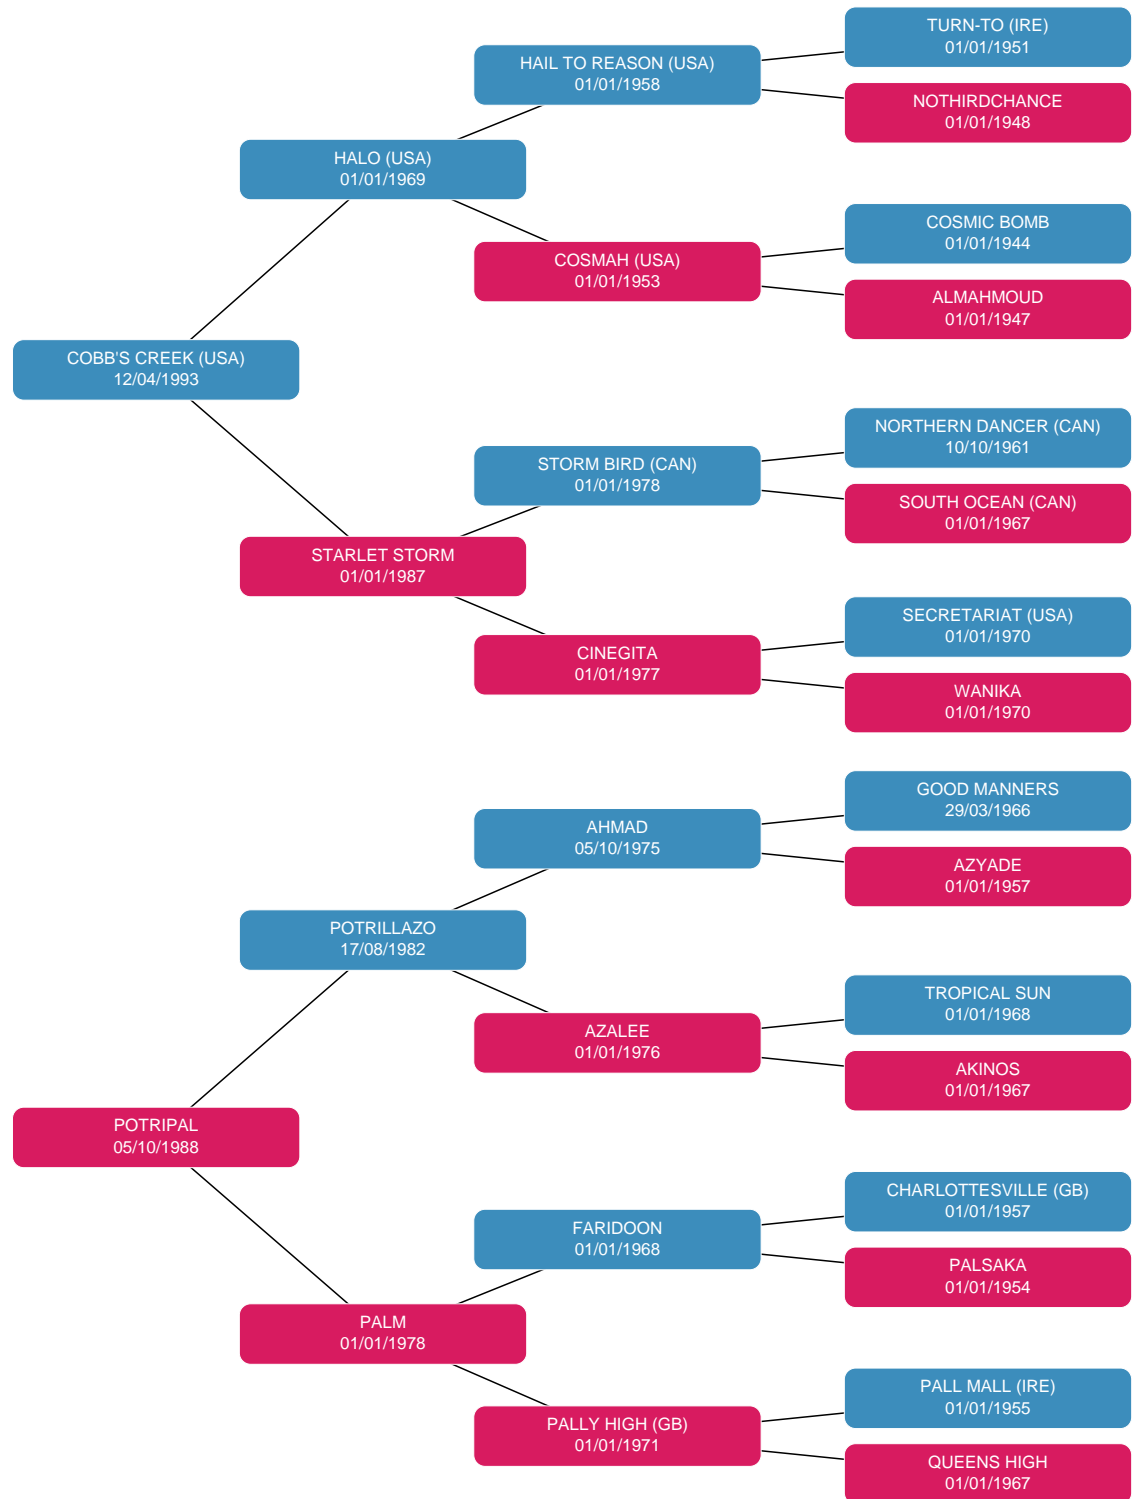 TURN-TO (IRE)
01/01/1951
HAIL TO REASON (USA)
01/01/1958
NOTHIRDCHANCE
01/01/1948
HALO (USA)
01/01/1969
COSMIC BOMB
01/01/1944
COSMAH (USA)
01/01/1953
ALMAHMOUD
01/01/1947
COBB'S CREEK (USA)
12/04/1993
NORTHERN DANCER (CAN)
10/10/1961
STORM BIRD (CAN)
01/01/1978
SOUTH OCEAN (CAN)
01/01/1967
STARLET STORM
01/01/1987
SECRETARIAT (USA)
01/01/1970
CINEGITA
01/01/1977
WANIKA
01/01/1970
GOOD MANNERS
29/03/1966
AHMAD
05/10/1975
AZYADE
01/01/1957
POTRILLAZO
17/08/1982
TROPICAL SUN
01/01/1968
AZALEE
01/01/1976
AKINOS
01/01/1967
POTRIPAL
05/10/1988
CHARLOTTESVILLE (GB)
01/01/1957
FARIDOON
01/01/1968
PALSAKA
01/01/1954
PALM
01/01/1978
PALL MALL (IRE)
01/01/1955
PALLY HIGH (GB)
01/01/1971
QUEENS HIGH
01/01/1967